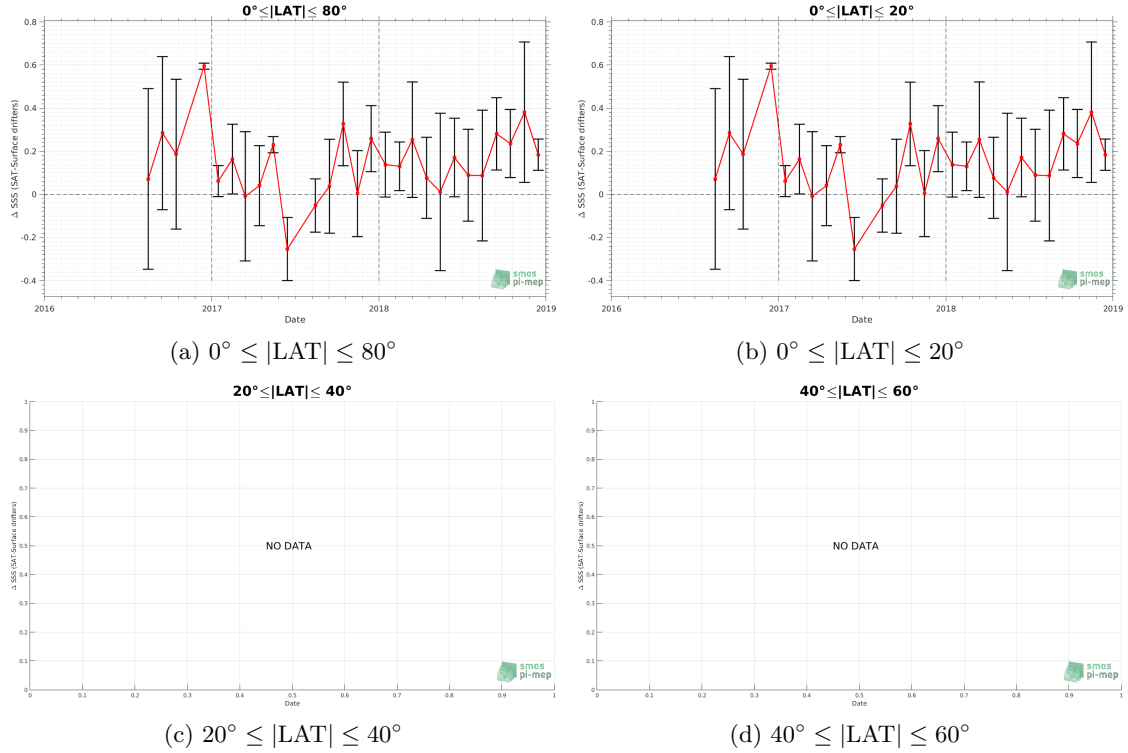 0°≤|LAT|≤ 80°
0.8
0.6
0.4
0.2
0
-0.2
-0.4
Δ SSS (SAT-Surface drifters)
2016
2017
2018
2019
Date
smos
pi-mep
(a) 0° ≤ |LAT| ≤ 80°
0°≤|LAT|≤ 20°
0.8
0.6
0.4
0.2
0
-0.2
-0.4
Δ SSS (SAT-Surface drifters)
2016
2017
2018
2019
Date
smos
pi-mep
(b) 0° ≤ |LAT| ≤ 20°
20°≤|LAT|≤ 40°
1
0.9
0.8
0.7
0.6
0.5
0.4
0.3
0.2
0.1
0
Δ SSS (SAT-Surface drifters)
NO DATA
0
0.1
0.2
0.3
0.4
0.5
0.6
0.7
0.8
0.9
1
Date
smos
pi-mep
(c) 20° ≤ |LAT| ≤ 40°
40°≤|LAT|≤ 60°
1
0.9
0.8
0.7
0.6
0.5
0.4
0.3
0.2
0.1
0
Δ SSS (SAT-Surface drifters)
NO DATA
0
0.1
0.2
0.3
0.4
0.5
0.6
0.7
0.8
0.9
1
Date
smos
pi-mep
(d) 40° ≤ |LAT| ≤ 60°